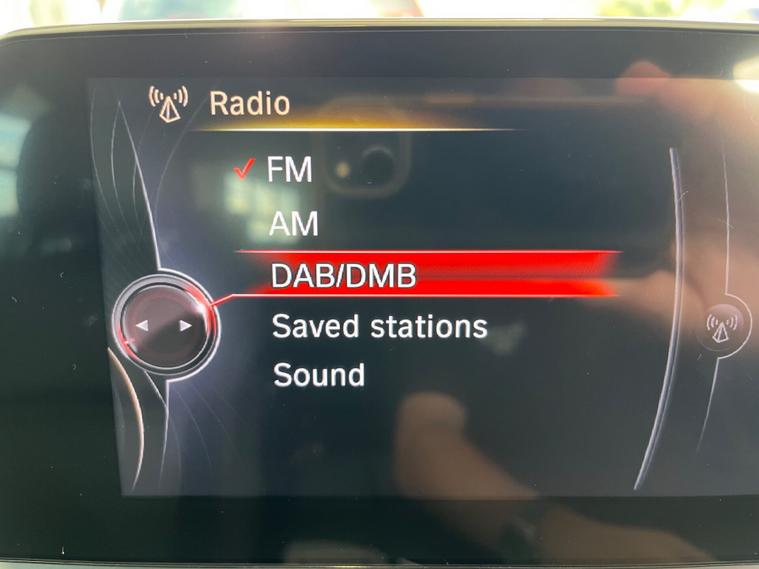 Radio
FM
AM
DAB/DMB
Saved stations
Sound